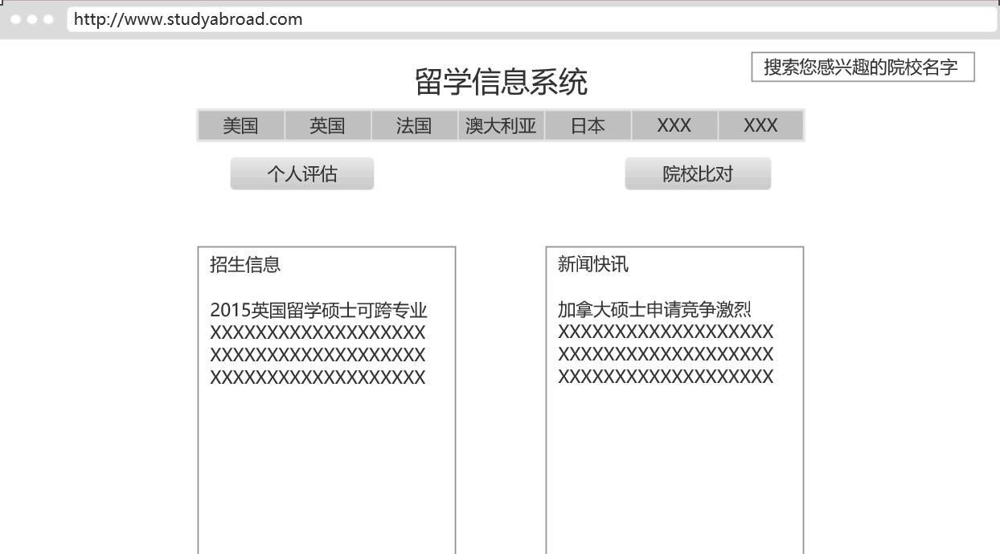 http://www.studyabroad.com
搜索您感兴趣的院校名字
留学信息系统
美国 英国 法国 澳大利亚 日本 XXX XXX
个人评估 院校比对
招生信息
2015英国留学硕士可跨专业
XXXXXXXXXXXXXXXXXXX
XXXXXXXXXXXXXXXXXXX
XXXXXXXXXXXXXXXXXXX
新闻快讯
加拿大硕士申请竞争激烈
XXXXXXXXXXXXXXXXXXX
XXXXXXXXXXXXXXXXXXX
XXXXXXXXXXXXXXXXXXX